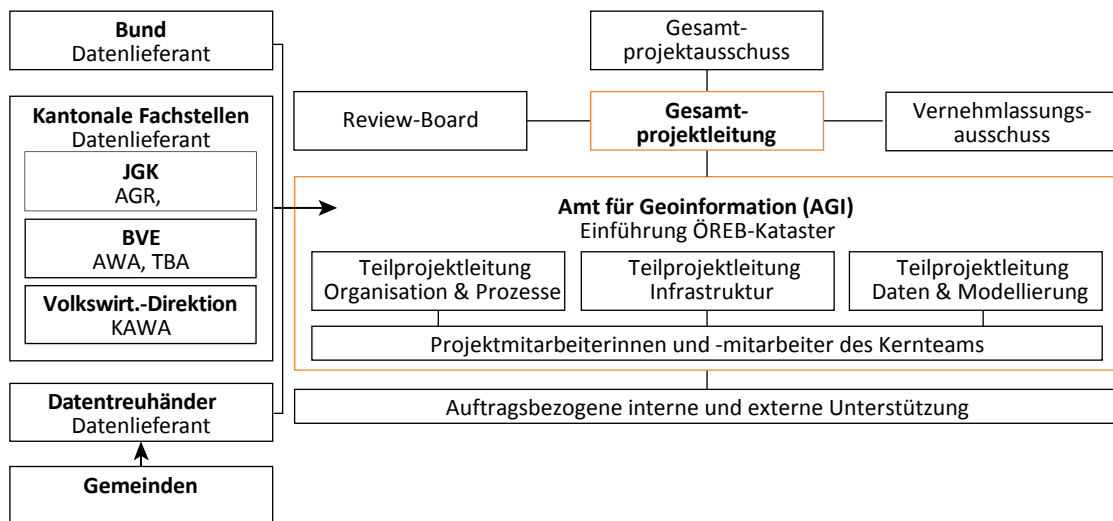 Bund
Datenlieferant
Kantonale Fachstellen
Datenlieferant
JGK
AGR,
BVE
AWA, TBA
Volkswirt.-Direktion
KAWA
Datentreuhänder
Datenlieferant
Gemeinden
Gesamt-
projektausschuss
Review-Board
Gesamt-
projektleitung
Vernehmlassungs-
ausschuss
Amt für Geoinformation (AGI)
Einführung ÖREB-Kataster
Teilprojektleitung
Organisation & Prozesse
Teilprojektleitung
Infrastruktur
Teilprojektleitung
Daten & Modellierung
Projektmitarbeiterinnen und -mitarbeiter des Kernteams
Auftragsbezogene interne und externe Unterstützung